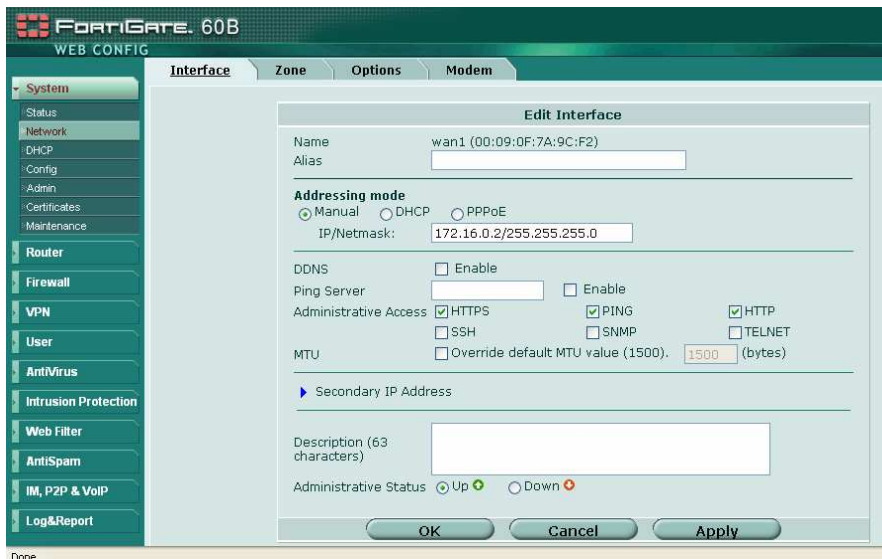 FORTIGATE. 60B
WEB CONFIG
Interface Zone Options Modem
System
Status
Network
DHCP
Config
Admin
Certificates
Maintenance
Router
Firewall
VPN
User
AntiVirus
Intrusion Protection
Web Filter
AntiSpam
IM, P2P & VoIP
Log&Report
Edit Interface
Name wan1 (00:09:0F:7A:9C:F2)
Alias
Addressing mode
Manual DHCP PPPoE
IP/Netmask: 172.16.0.2/255.255.255.0
DDNS Enable
Ping Server Enable
Administrative Access HTTPS PING HTTP
SSH SNMP TELNET
MTU Override default MTU value (1500). 1500 (bytes)
Secondary IP Address
Description (63
characters)
Administrative Status Up Down
OK Cancel Apply
Done